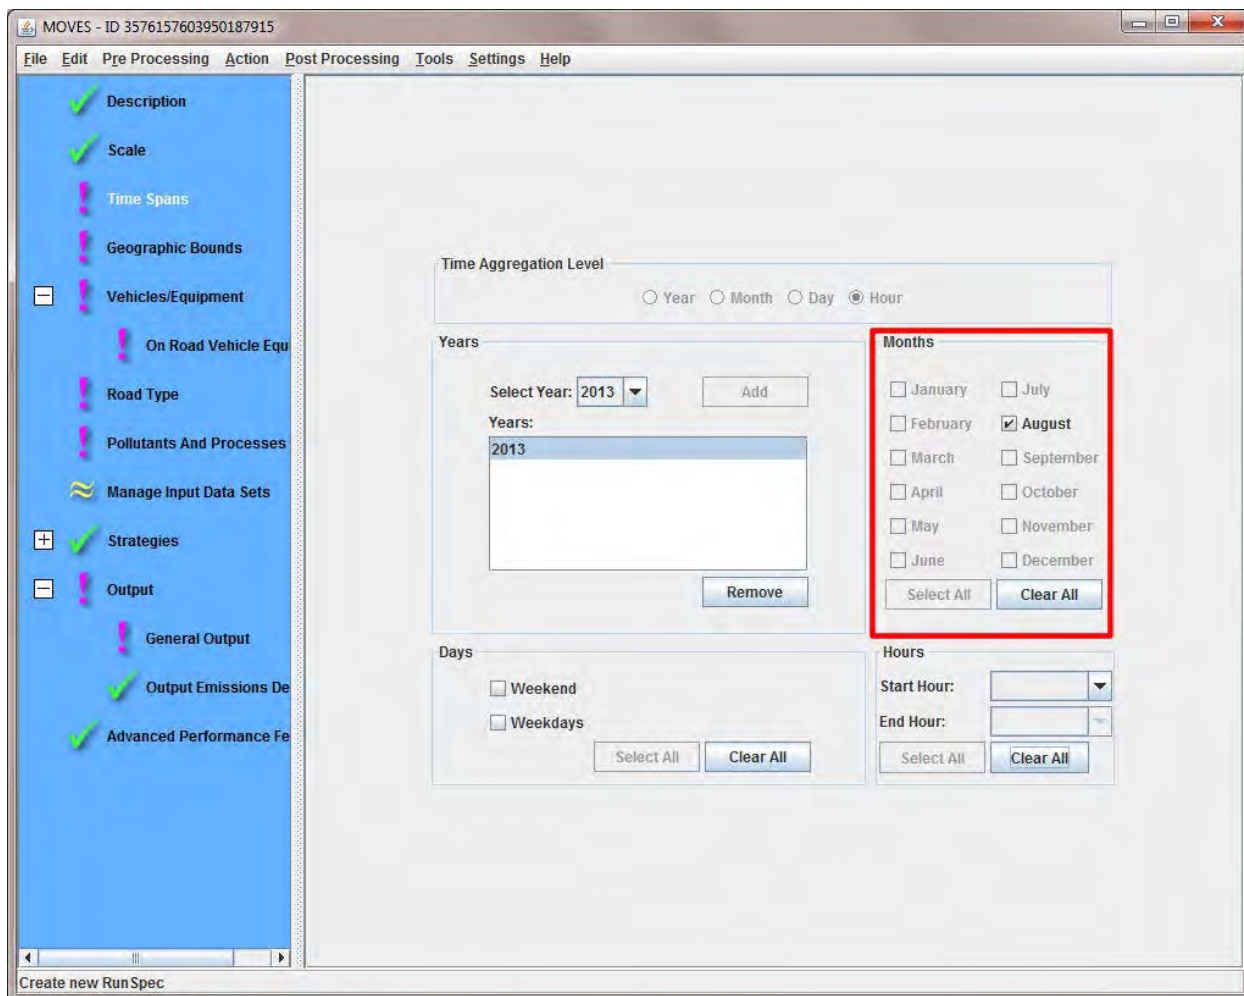 MOVES - ID 3576157603950187915
File Edit Pre Processing Action Post Processing Tools Settings Help
Description
Scale
Time Spans
Geographic Bounds
Vehicles/Equipment
On Road Vehicle Equ
Road Type
Pollutants And Processes
Manage Input Data Sets
Strategies
Output
General Output
Output Emissions De
Advanced Performance Fe
Time Aggregation Level
Year Month Day Hour
Years
Select Year: 2013 Add
Years:
2013
Remove
Months
January July
February August
March September
April October
May November
June December
Select All Clear All
Days
Weekend
Weekdays
Select All Clear All
Hours
Start Hour:
End Hour:
Select All Clear All
Create new RunSpec